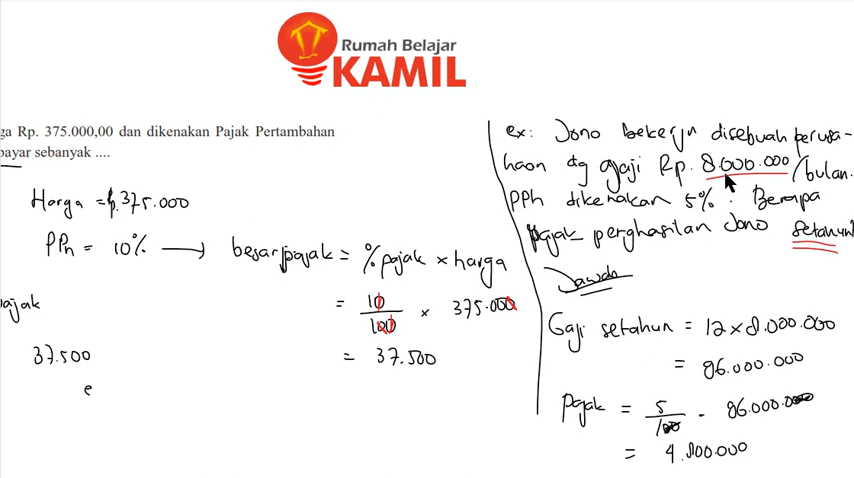 Rumah Belajar
KAMIL
ga Rp. 375.000,00 dan dikenakan Pajak Pertambahan
bayar sebanyak ....
Harga = Rp.375.000
PPn = 10% → besar pajak = % pajak × harga
= 10/100 × 375.000
= 37.500
pajak
37.500
e
ex: Jono bekerja disebuah perusa-
haan dg gaji Rp. 8.000.000/bulan.
PPh dikenakan 5%. Berapa
pajak penghasilan Jono setahun?
Jawab
Gaji setahun = 12 × 8.000.000
= 96.000.000
Pajak = 5/100 . 96.000.000
= 4.800.000